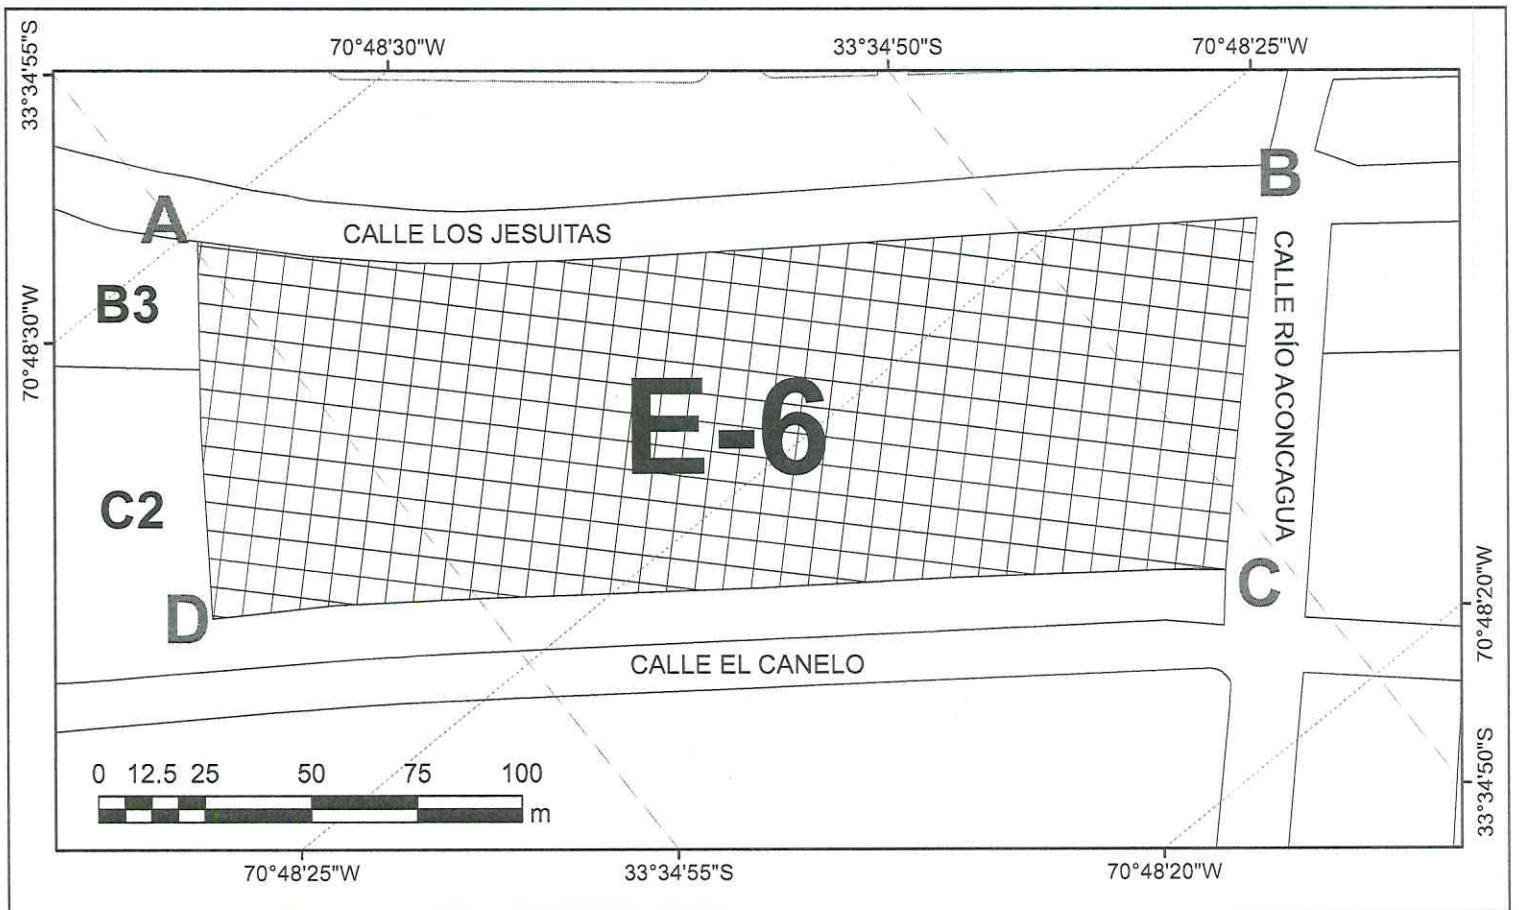 70°48'30"W 33°34'50"S 70°48'25"W
33°34'55"S
B
A
CALLE LOS JESUITAS
CALLE RÍO ACONCAGUA
B3
70°48'30"W
E-6
C2
C
D
70°48'20"W
CALLE EL CANELO
0 12.5 25 50 75 100
m
33°34'50"S
70°48'25"W 33°34'55"S 70°48'20"W